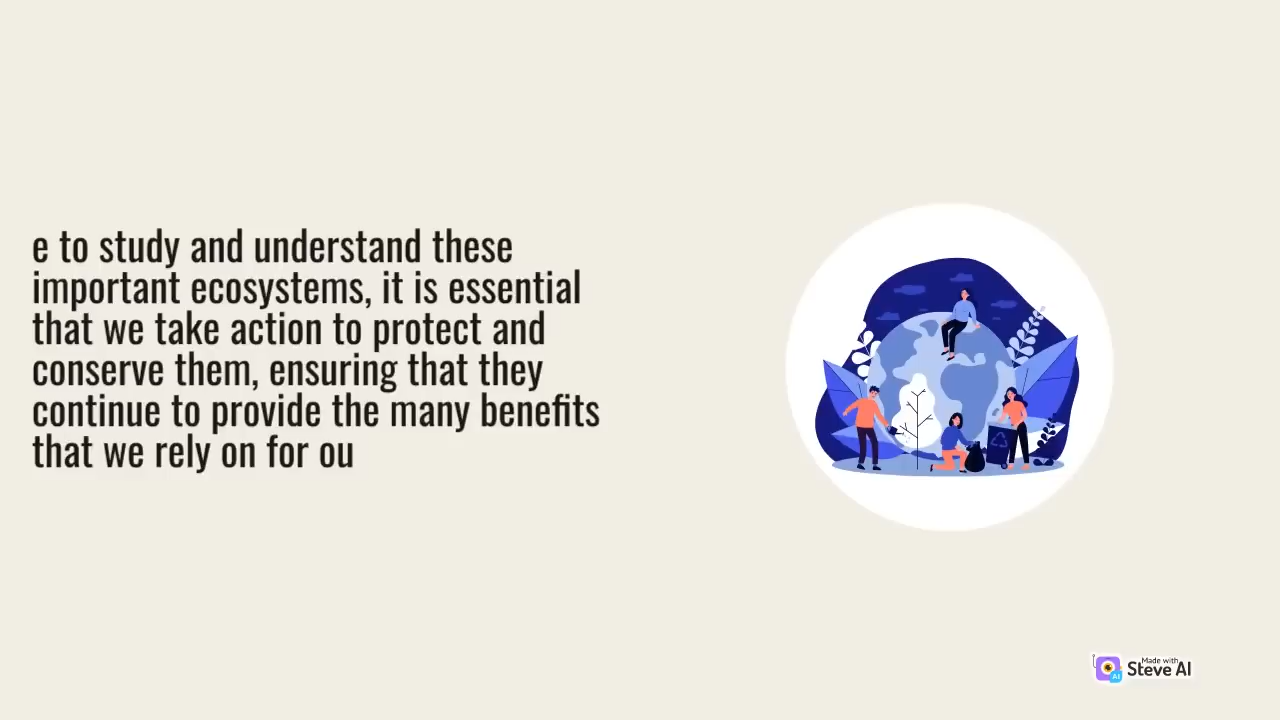 e to study and understand these
important ecosystems, it is essential
that we take action to protect and
conserve them, ensuring that they
continue to provide the many benefits
that we rely on for ou
Made with
Steve AI
AI